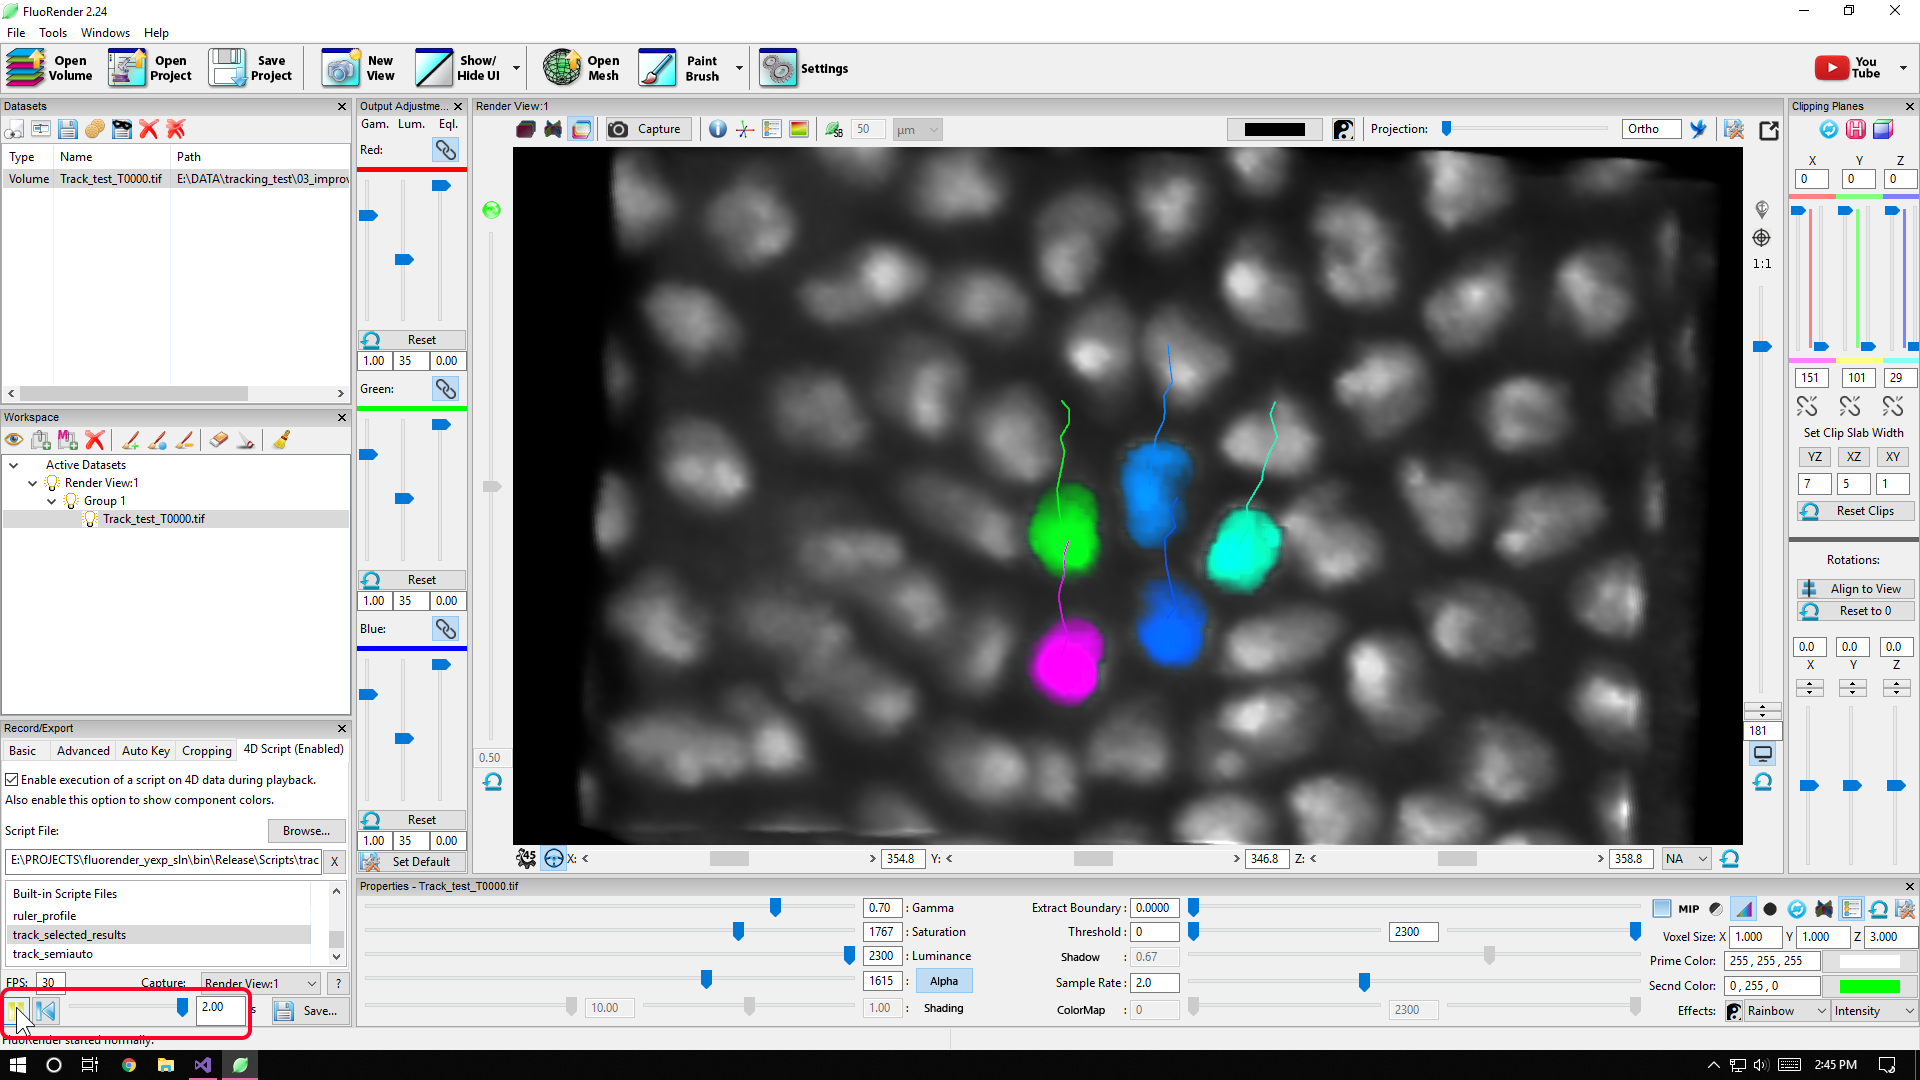 FluoRender 2.24
File Tools Windows Help
Open Volume
Open Project
Save Project
New View
Show/ Hide UI
Open Mesh
Paint Brush
Settings
You Tube
Datasets
Type Name Path
Volume Track_test_T0000.tif E:\DATA\tracking_test\03_improv
Workspace
Active Datasets
Render View:1
Group 1
Track_test_T0000.tif
Record/Export
Basic Advanced Auto Key Cropping 4D Script (Enabled)
Enable execution of a script on 4D data during playback.
Also enable this option to show component colors.
Script File: Browse...
E:\PROJECTS\fluorender_yexp_sln\bin\Release\Scripts\trac X
Built-in Scripte Files
ruler_profile
track_selected_results
track_semiauto
FPS: 30 Capture: Render View:1 ?
2.00 s Save...
FluoRender started normally.
Output Adjustme...
Gam. Lum. Eql.
Red:
Reset
1.00 35 0.00
Green:
Reset
1.00 35 0.00
Blue:
Reset
1.00 35 0.00
Set Default
Render View:1
Capture SB 50 µm Projection: Ortho
0.50
1:1
181
45 X: < > 354.8 Y: < > 346.8 Z: < > 358.8 NA
Clipping Planes
X Y Z
0 0 0
151 101 29
Set Clip Slab Width
YZ XZ XY
7 5 1
Reset Clips
Rotations:
Align to View
Reset to 0
0.0 0.0 0.0
X Y Z
Properties - Track_test_T0000.tif
0.70 : Gamma Extract Boundary : 0.0000 MIP
1767 : Saturation Threshold : 0 2300 Voxel Size: X 1.000 Y 1.000 Z 3.000
2300 : Luminance Shadow : 0.67 Prime Color: 255 , 255 , 255
1615 : Alpha Sample Rate : 2.0 Secnd Color: 0 , 255 , 0
10.00 1.00 : Shading ColorMap : 0 2300 Effects: Rainbow Intensity
2:45 PM